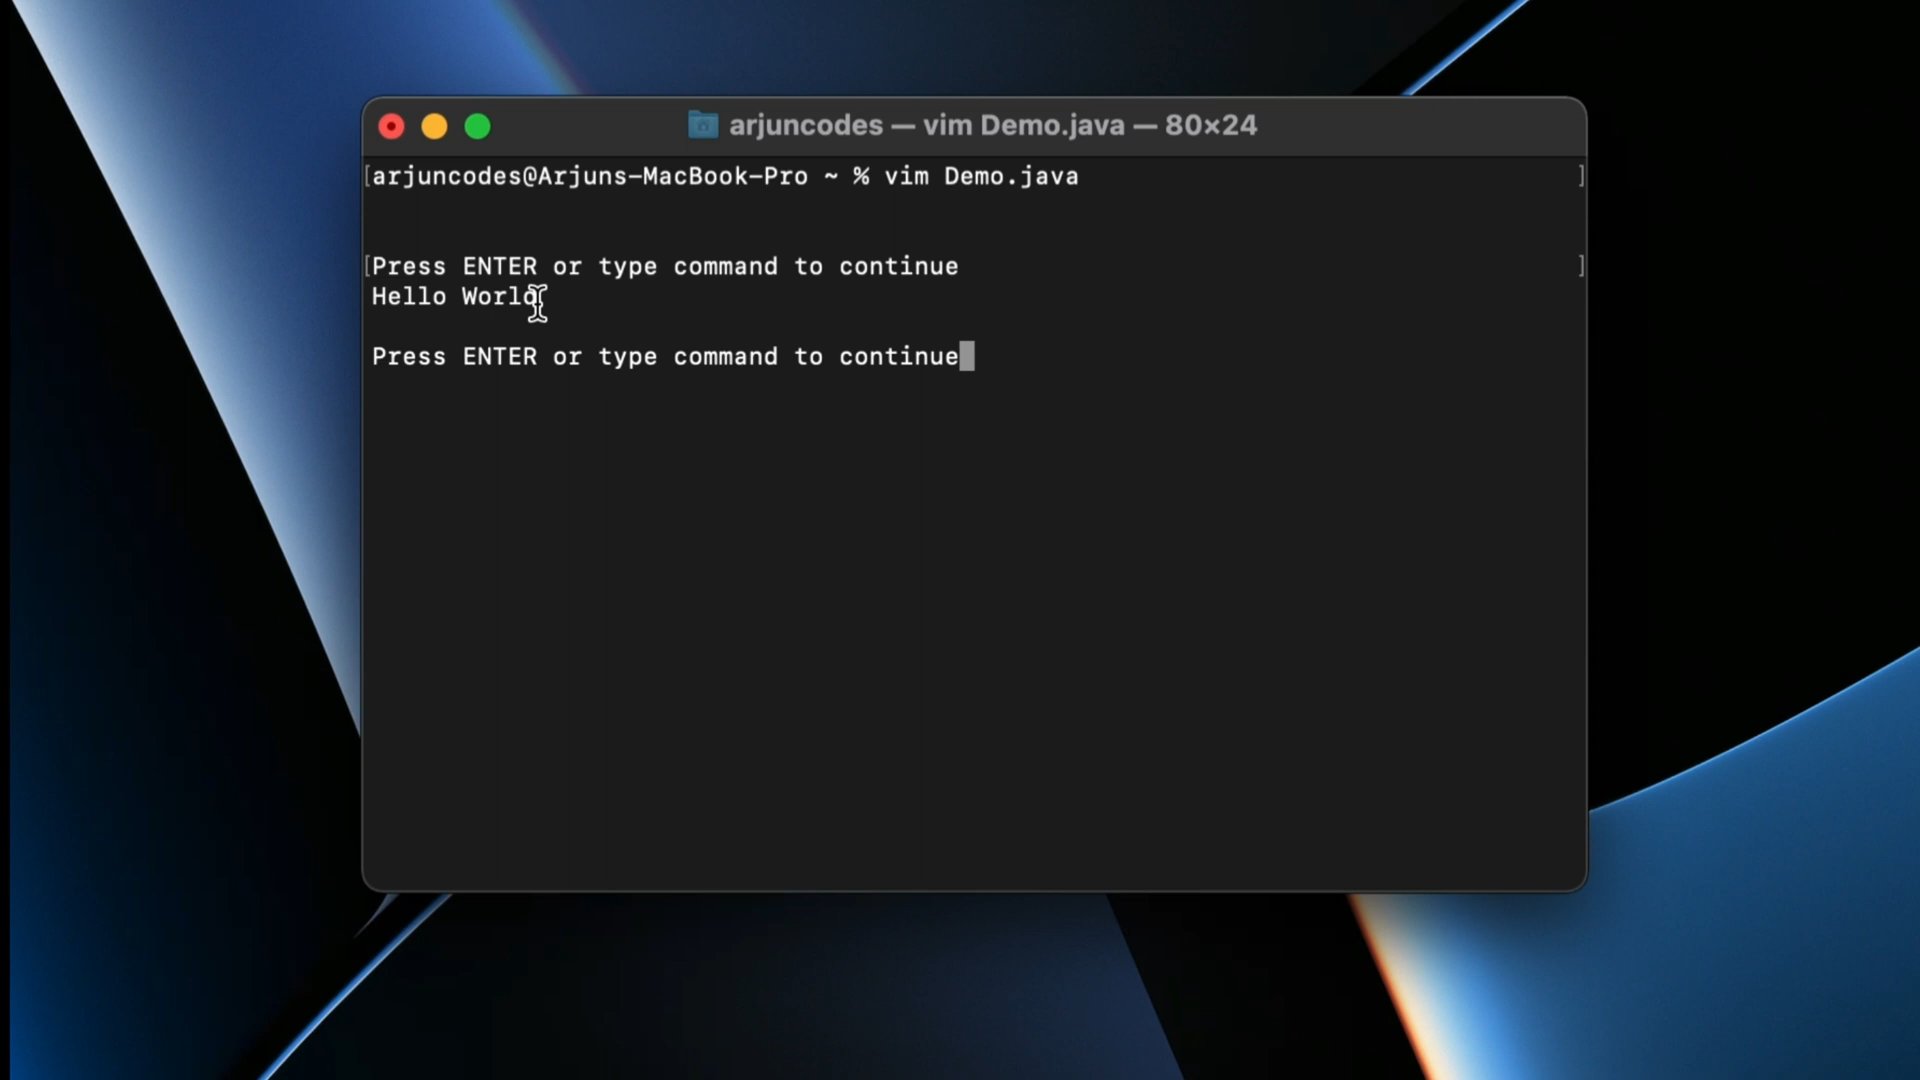 arjuncodes — vim Demo.java — 80×24
[arjuncodes@Arjuns-MacBook-Pro ~ % vim Demo.java ]
[Press ENTER or type command to continue ]
Hello World
Press ENTER or type command to continue